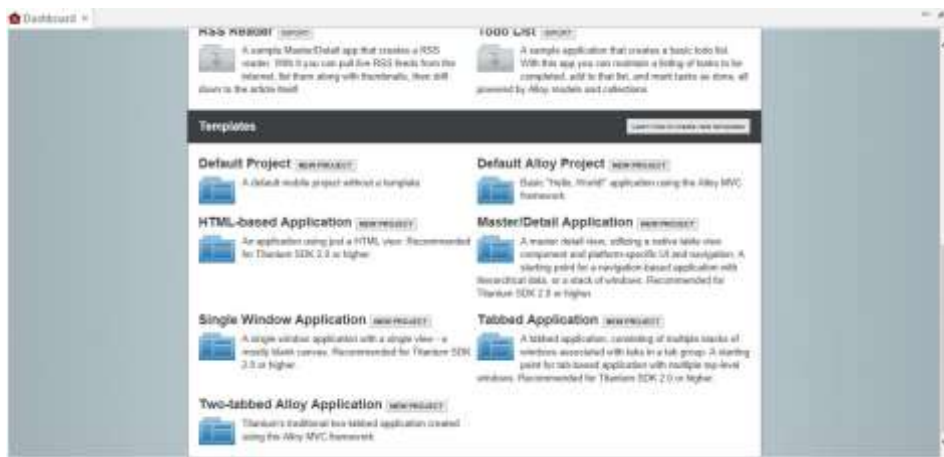 Dashboard
RSS Reader IMPORT
A sample Master/Detail app that creates a RSS
reader. With it you can pull live RSS feeds from the
internet, list them along with thumbnails, then drill
down to the article itself!
Todo List IMPORT
A sample application that creates a basic todo list.
With this app you can maintain a listing of tasks to be
completed, add to that list, and mark tasks as done, all
powered by Alloy models and collections.
Templates
Default Project NEW PROJECT
A default mobile project without a template
Default Alloy Project NEW PROJECT
Basic "Hello, World!" application using the Alloy MVC
framework.
HTML-based Application NEW PROJECT
An application using just a HTML view. Recommended
for Titanium SDK 2.0 or higher.
Master/Detail Application NEW PROJECT
A master detail view, utilizing a native table view
component and platform-specific UI and navigation. A
starting point for a navigation-based application with
hierarchical data, or a stack of windows. Recommended for
Titanium SDK 2.0 or higher.
Single Window Application NEW PROJECT
A single window application with a single view - a
mostly blank canvas. Recommended for Titanium SDK
2.0 or higher.
Tabbed Application NEW PROJECT
A tabbed application, consisting of multiple stacks of
windows associated with tabs in a tab group. A starting
point for tab-based application with multiple top-level
windows. Recommended for Titanium SDK 2.0 or higher.
Two-tabbed Alloy Application NEW PROJECT
Titanium's traditional two-tabbed application created
using the Alloy MVC framework.